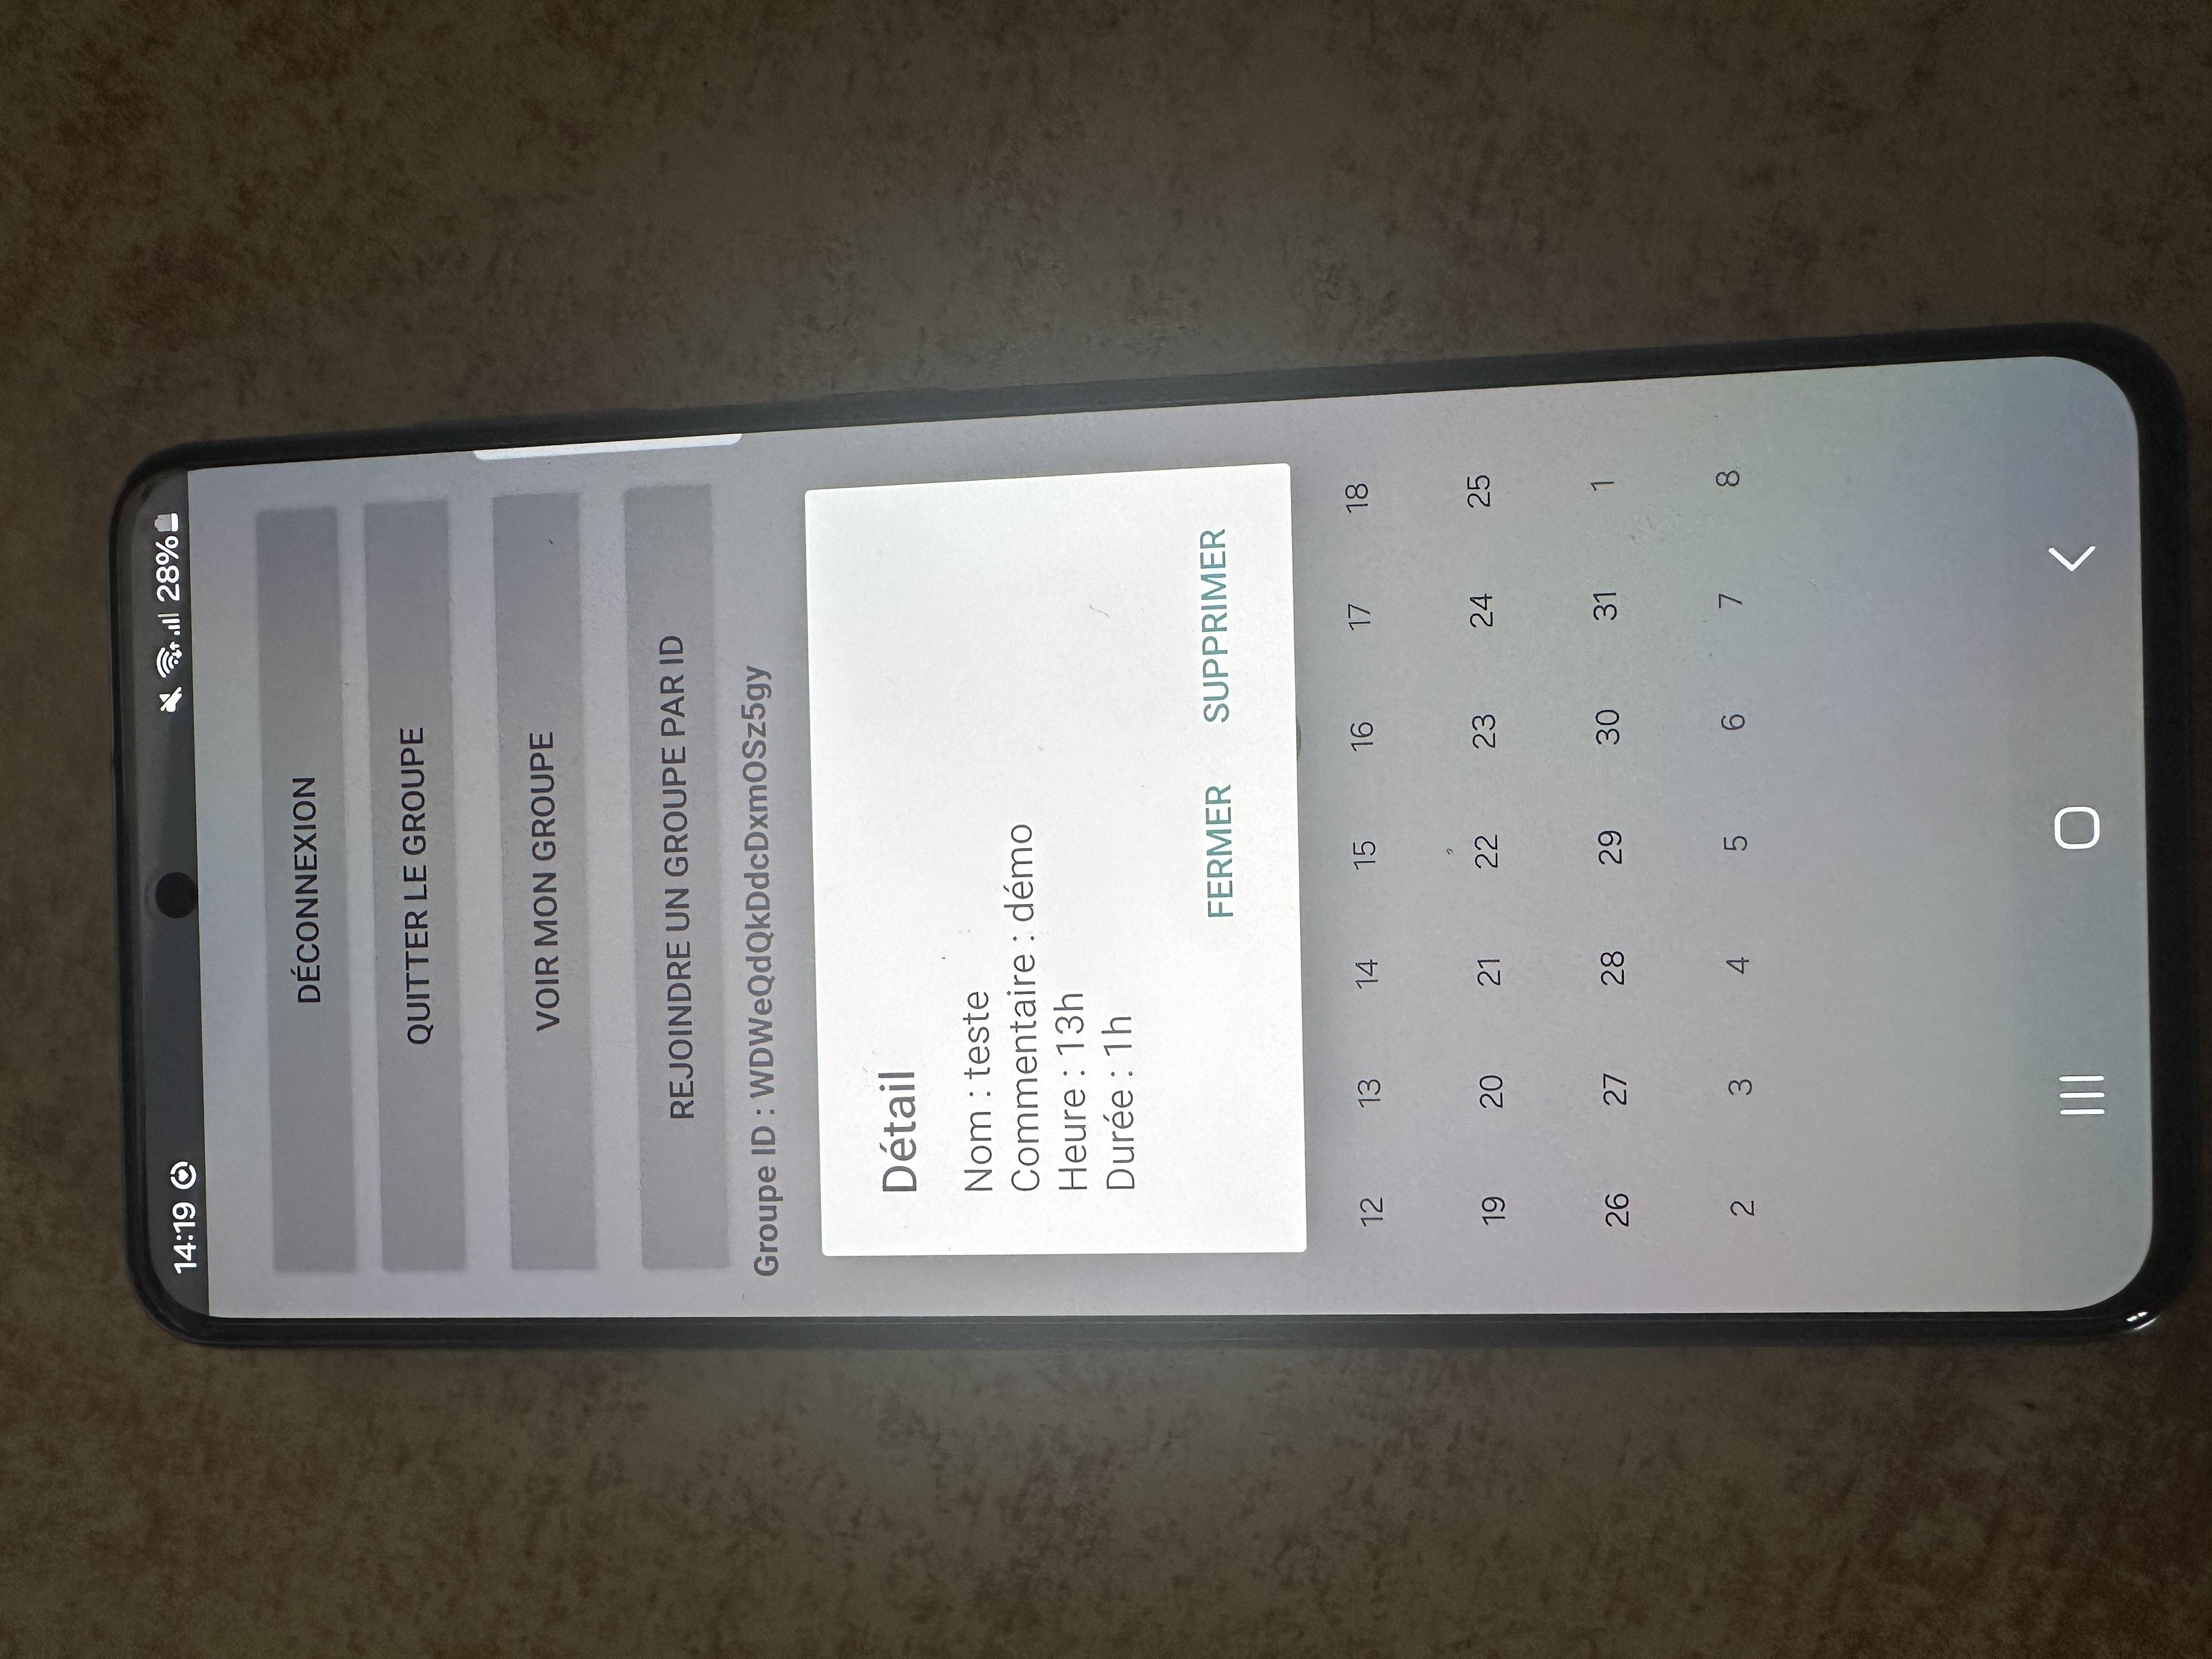 14:19 28%
DÉCONNEXION
QUITTER LE GROUPE
VOIR MON GROUPE
REJOINDRE UN GROUPE PAR ID
Groupe ID : WDWeQdQkDdcDxmOSz5gy
Détail
Nom : teste
Commentaire : démo
Heure : 13h
Durée : 1h
FERMER SUPPRIMER
12 13 14 15 16 17 18
19 20 21 22 23 24 25
26 27 28 29 30 31 1
2 3 4 5 6 7 8